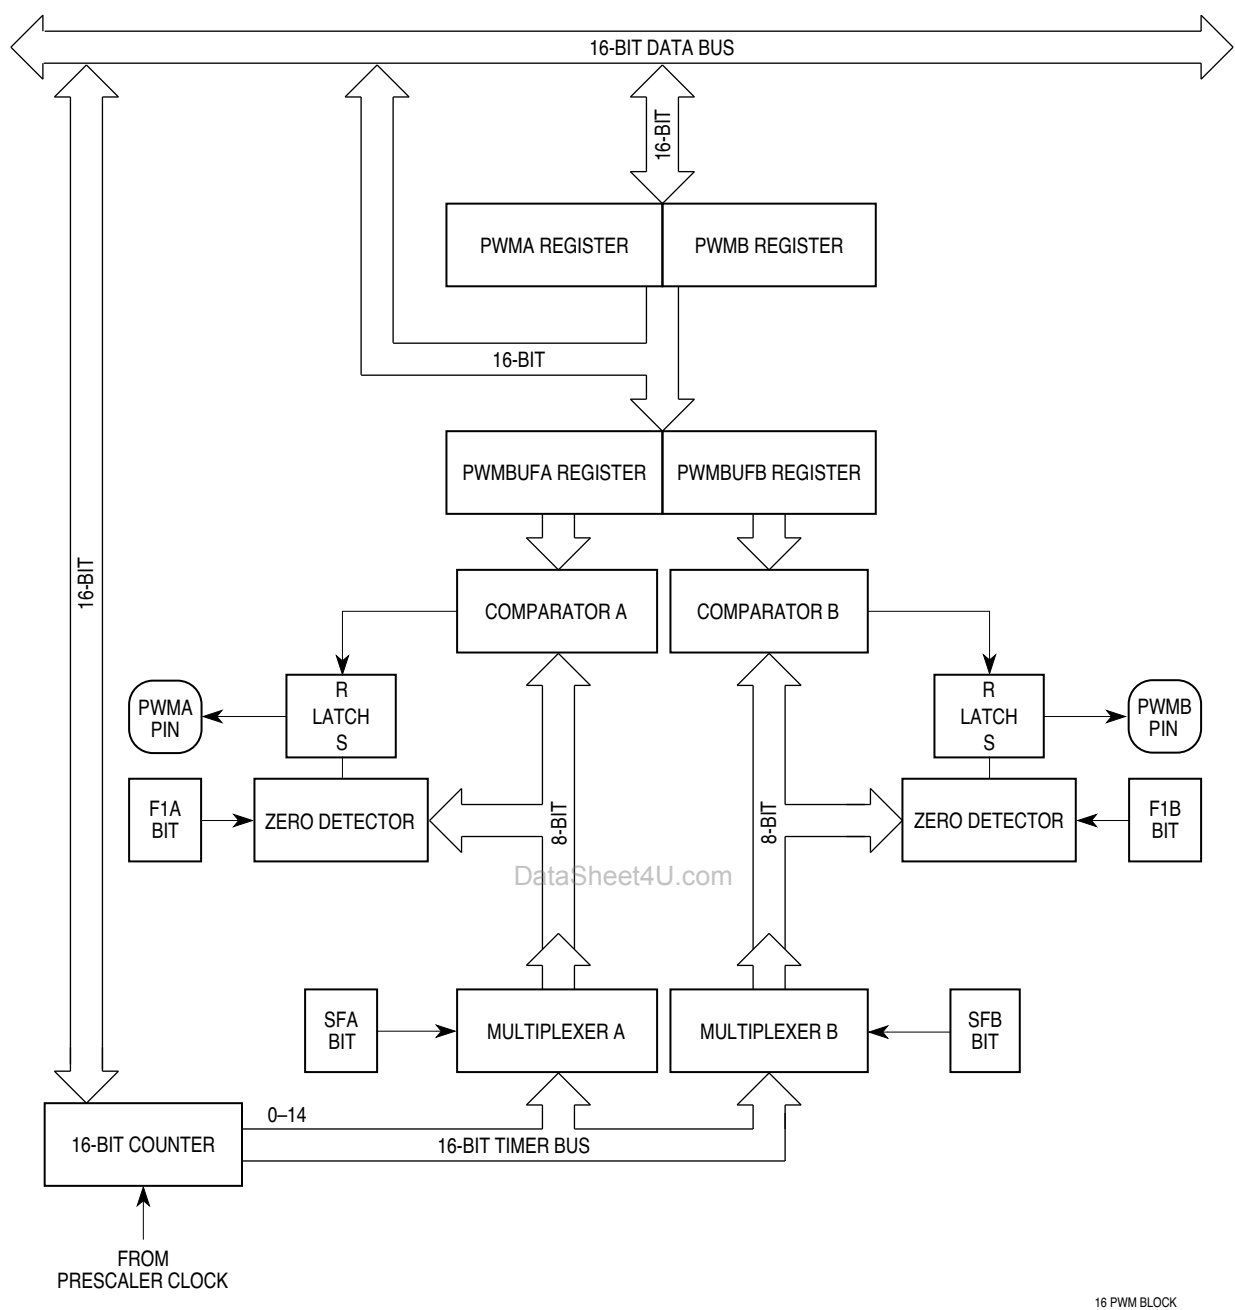 16-BIT DATA BUS
16-BIT
PWMA REGISTER
PWMB REGISTER
16-BIT
PWMBUFA REGISTER
PWMBUFB REGISTER
16-BIT
COMPARATOR A
COMPARATOR B
R
LATCH
S
R
LATCH
S
PWMA
PIN
PWMB
PIN
F1A
BIT
ZERO DETECTOR
8-BIT
8-BIT
ZERO DETECTOR
F1B
BIT
DataSheet4U.com
SFA
BIT
MULTIPLEXER A
MULTIPLEXER B
SFB
BIT
0–14
16-BIT COUNTER
16-BIT TIMER BUS
FROM
PRESCALER CLOCK
16 PWM BLOCK